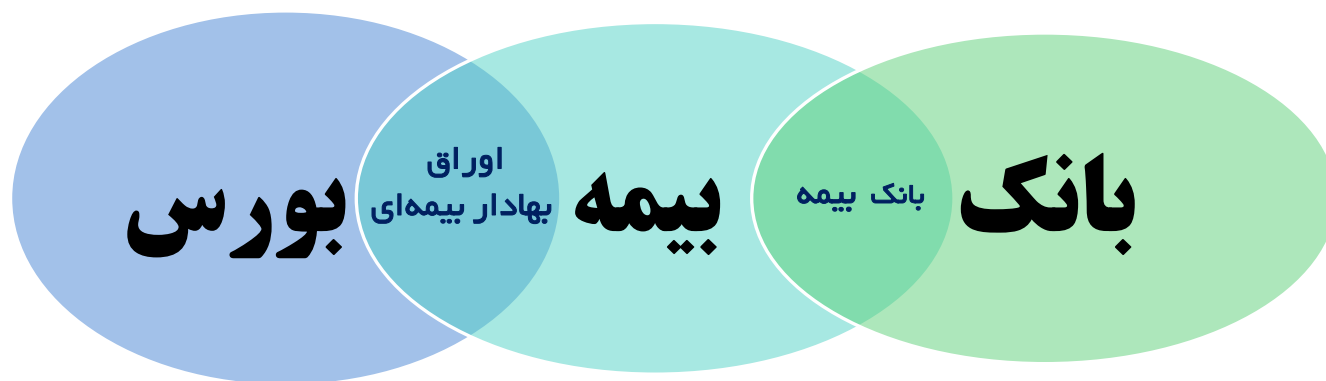 بانک
بانک بیمه
بیمه
اوراق
بهادار بیمه‌ای
بورس